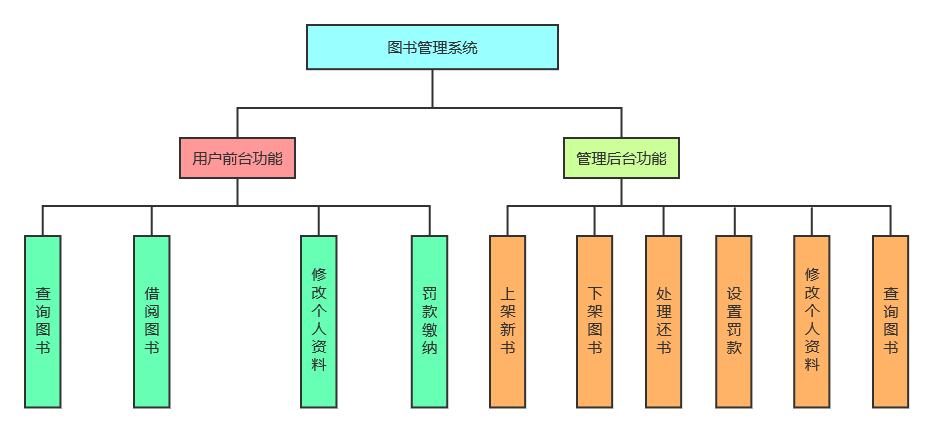 图书管理系统
用户前台功能
管理后台功能
查询图书
借阅图书
修改个人资料
罚款缴纳
上架新书
下架图书
处理还书
设置罚款
修改个人资料
查询图书